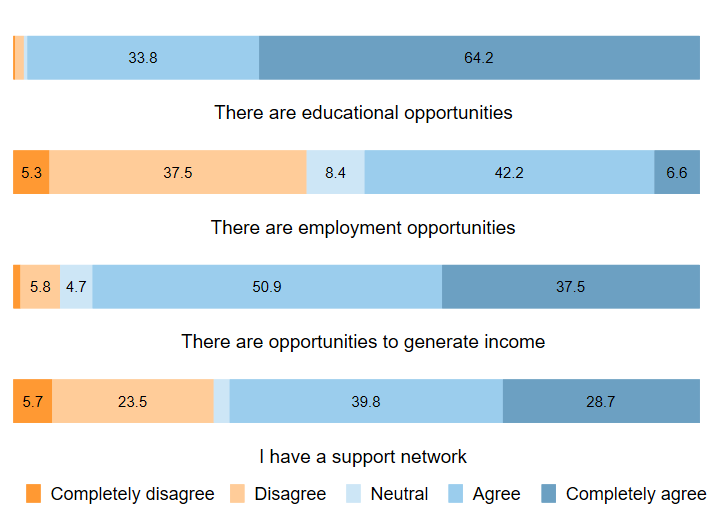 33.8 64.2
There are educational opportunities
5.3 37.5 8.4 42.2 6.6
There are employment opportunities
5.8 4.7 50.9 37.5
There are opportunities to generate income
5.7 23.5 39.8 28.7
I have a support network
Completely disagree Disagree Neutral Agree Completely agree